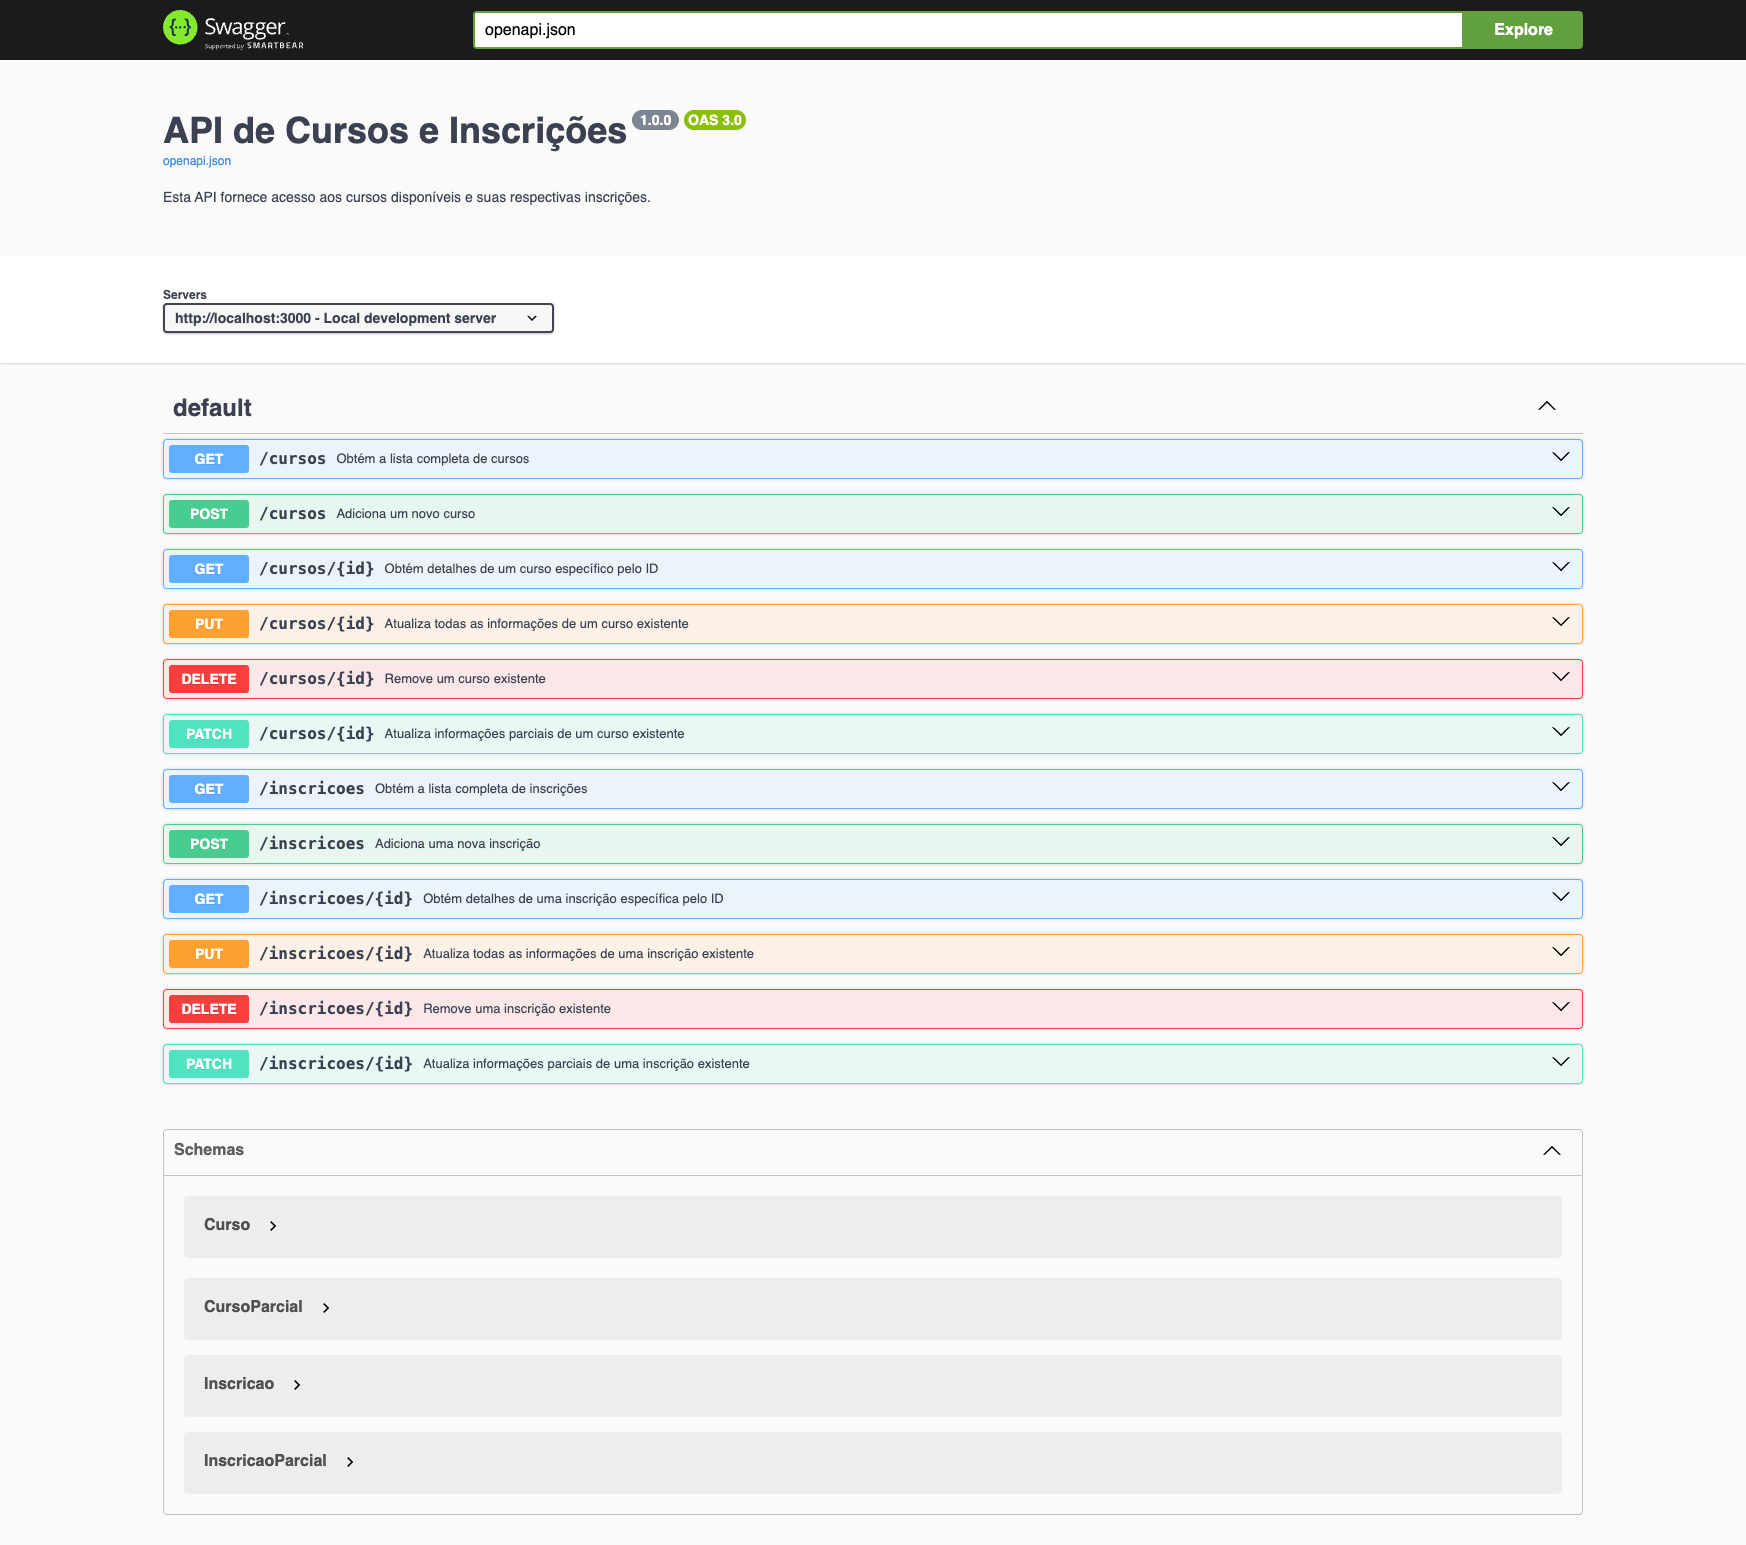 Swagger
Supported by SMARTBEAR
openapi.json
Explore
API de Cursos e Inscrições 1.0.0 OAS 3.0
openapi.json
Esta API fornece acesso aos cursos disponíveis e suas respectivas inscrições.
Servers
http://localhost:3000 - Local development server
default
GET /cursos Obtém a lista completa de cursos
POST /cursos Adiciona um novo curso
GET /cursos/{id} Obtém detalhes de um curso específico pelo ID
PUT /cursos/{id} Atualiza todas as informações de um curso existente
DELETE /cursos/{id} Remove um curso existente
PATCH /cursos/{id} Atualiza informações parciais de um curso existente
GET /inscricoes Obtém a lista completa de inscrições
POST /inscricoes Adiciona uma nova inscrição
GET /inscricoes/{id} Obtém detalhes de uma inscrição específica pelo ID
PUT /inscricoes/{id} Atualiza todas as informações de uma inscrição existente
DELETE /inscricoes/{id} Remove uma inscrição existente
PATCH /inscricoes/{id} Atualiza informações parciais de uma inscrição existente
Schemas
Curso
CursoParcial
Inscricao
InscricaoParcial